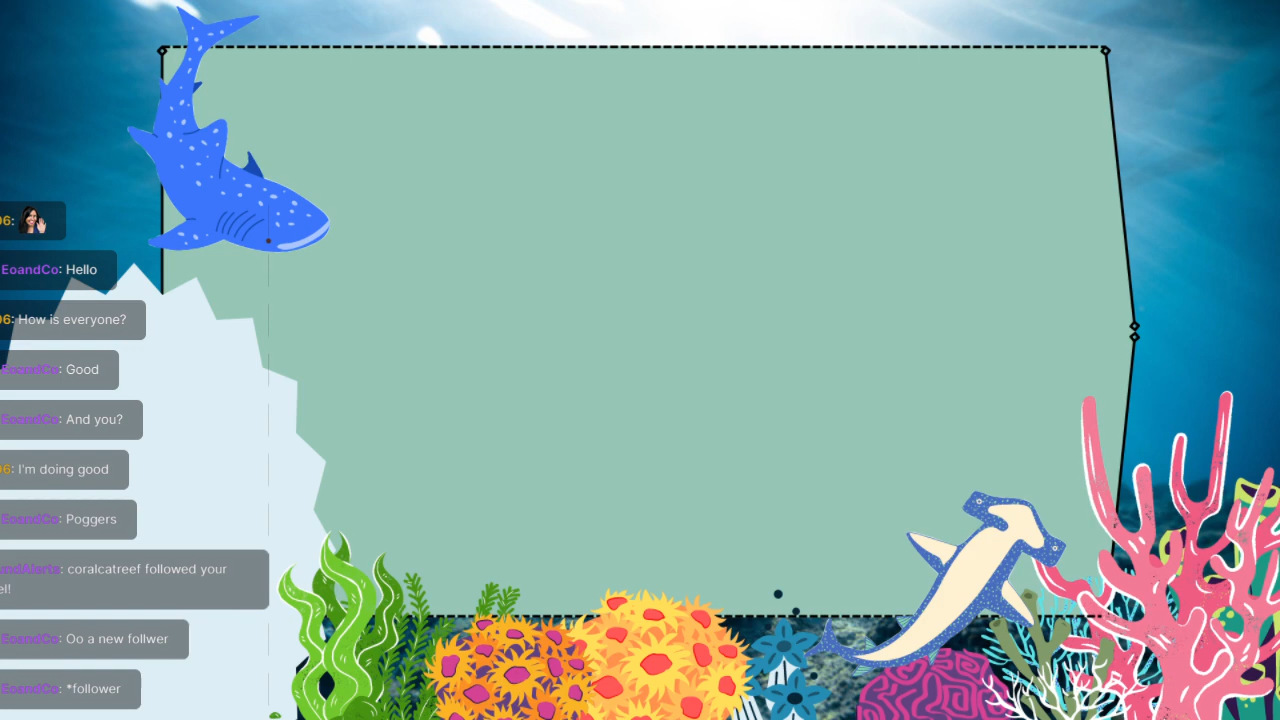 06:
EoandCo: Hello
06: How is everyone?
EoandCo: Good
EoandCo: And you?
06: I'm doing good
EoandCo: Poggers
ndAlerts: coralcatreef followed your
el!
EoandCo: Oo a new follwer
EoandCo: *follower